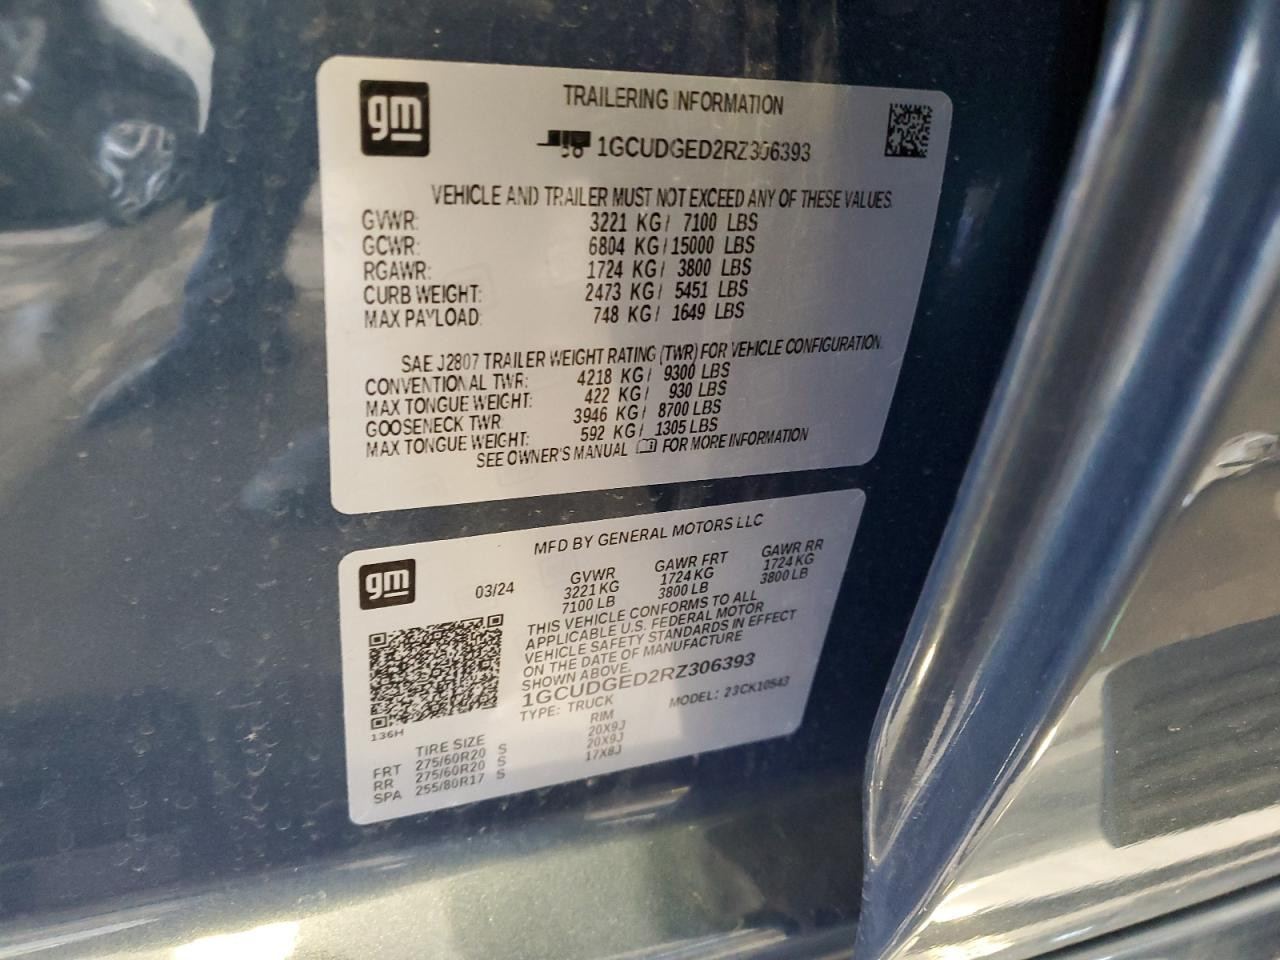 gm
TRAILERING INFORMATION
1GCUDGED2RZ306393
VEHICLE AND TRAILER MUST NOT EXCEED ANY OF THESE VALUES.
GVWR: 3221 KG/ 7100 LBS
GCWR: 6804 KG/15000 LBS
RGAWR: 1724 KG/ 3800 LBS
CURB WEIGHT: 2473 KG/ 5451 LBS
MAX PAYLOAD: 748 KG/ 1649 LBS
SAE J2807 TRAILER WEIGHT RATING (TWR) FOR VEHICLE CONFIGURATION.
CONVENTIONAL TWR: 4218 KG/ 9300 LBS
MAX TONGUE WEIGHT: 422 KG/ 930 LBS
GOOSENECK TWR 3946 KG/ 8700 LBS
MAX TONGUE WEIGHT: 592 KG/ 1305 LBS
SEE OWNER'S MANUAL FOR MORE INFORMATION
gm
MFD BY GENERAL MOTORS LLC
03/24
GVWR GAWR FRT GAWR RR
3221 KG 1724 KG 1724 KG
7100 LB 3800 LB 3800 LB
THIS VEHICLE CONFORMS TO ALL
APPLICABLE U.S. FEDERAL MOTOR
VEHICLE SAFETY STANDARDS IN EFFECT
ON THE DATE OF MANUFACTURE
SHOWN ABOVE.
1GCUDGED2RZ306393
TYPE: TRUCK MODEL: 23CK10543
136H
TIRE SIZE RIM
FRT 275/60R20 S 20X9J
RR 275/60R20 S 20X9J
SPA 255/80R17 S 17X8J